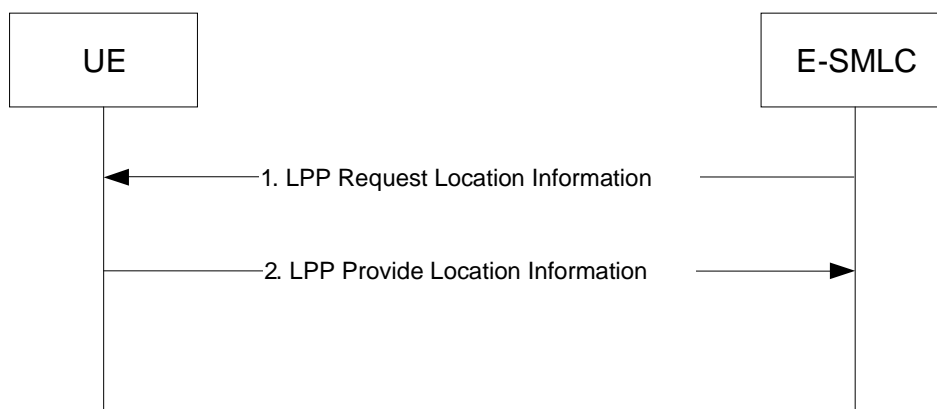 UE
E-SMLC
1. LPP Request Location Information
2. LPP Provide Location Information